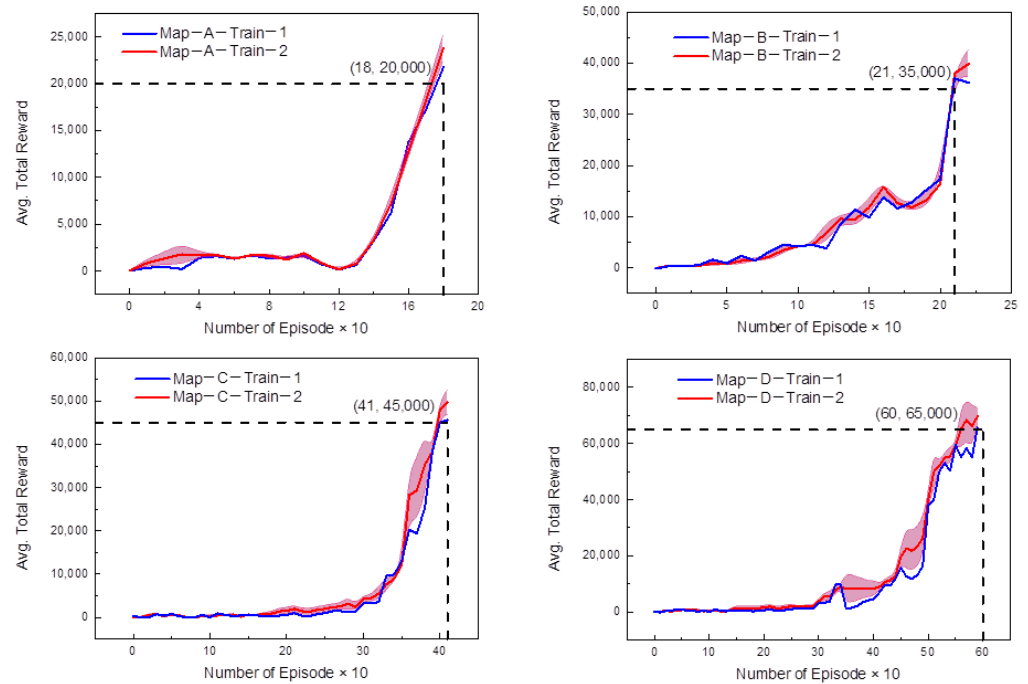 25,000
20,000
15,000
10,000
5,000
0
Avg. Total Reward
Map-A-Train-1
Map-A-Train-2
(18, 20,000)
0 4 8 12 16 20
Number of Episode × 10
50,000
40,000
30,000
20,000
10,000
0
Avg. Total Reward
Map-B-Train-1
Map-B-Train-2
(21, 35,000)
0 5 10 15 20 25
Number of Episode × 10
60,000
50,000
40,000
30,000
20,000
10,000
0
Avg. Total Reward
Map-C-Train-1
Map-C-Train-2
(41, 45,000)
0 10 20 30 40
Number of Episode × 10
80,000
60,000
40,000
20,000
0
Avg. Total Reward
Map-D-Train-1
Map-D-Train-2
(60, 65,000)
0 10 20 30 40 50 60
Number of Episode × 10